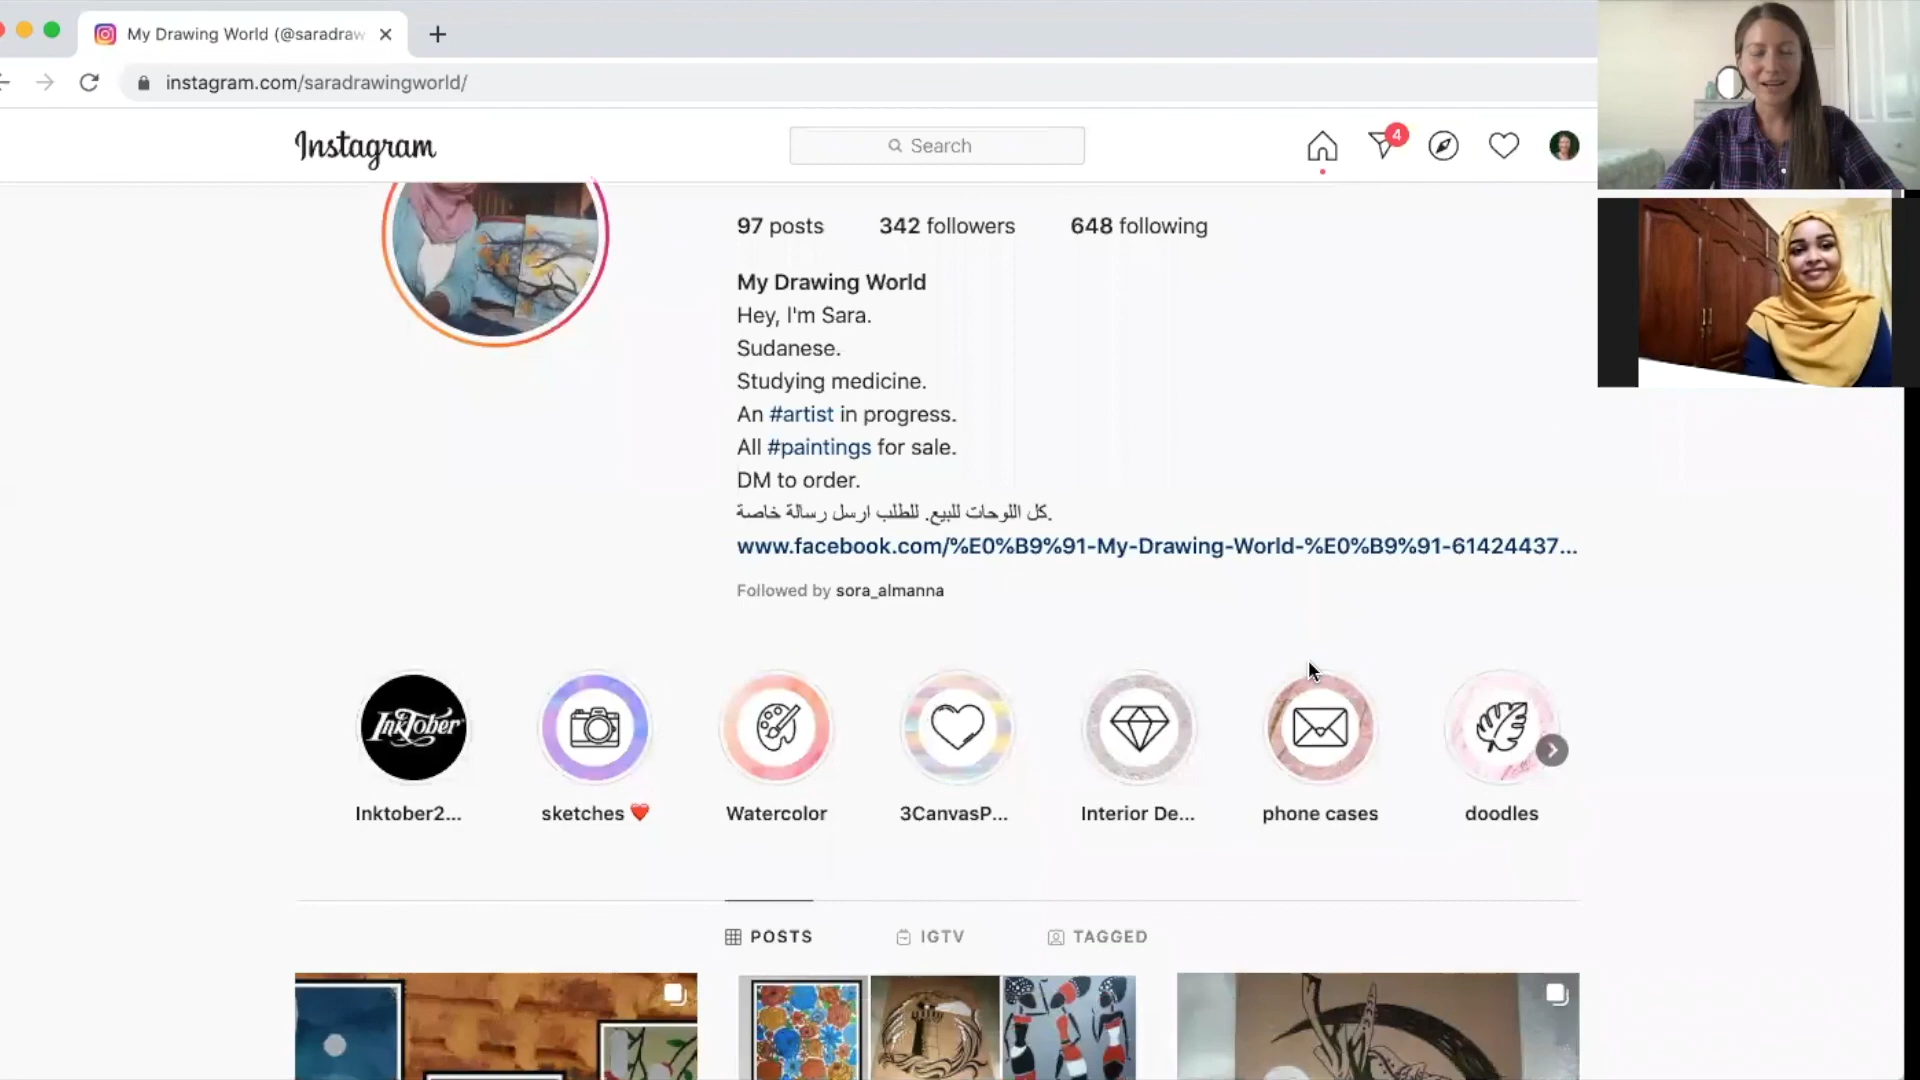 My Drawing World (@saradraw
instagram.com/saradrawingworld/
Instagram
Search
4
97 posts 342 followers 648 following
My Drawing World
Hey, I'm Sara.
Sudanese.
Studying medicine.
An #artist in progress.
All #paintings for sale.
DM to order.
كل اللوحات للبيع. للطلب ارسل رسالة خاصة.
www.facebook.com/%E0%B9%91-My-Drawing-World-%E0%B9%91-61424437...
Followed by sora_almanna
InkTober
Inktober2... sketches ❤️ Watercolor 3CanvasP... Interior De... phone cases doodles
POSTS IGTV TAGGED